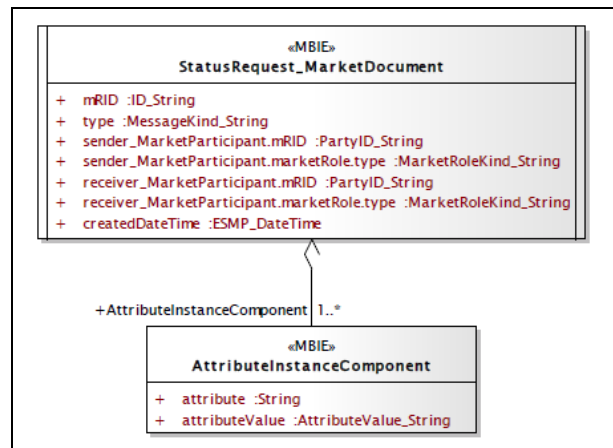 «MBIE»
StatusRequest_MarketDocument
+ mRID :ID_String
+ type :MessageKind_String
+ sender_MarketParticipant.mRID :PartyID_String
+ sender_MarketParticipant.marketRole.type :MarketRoleKind_String
+ receiver_MarketParticipant.mRID :PartyID_String
+ receiver_MarketParticipant.marketRole.type :MarketRoleKind_String
+ createdDateTime :ESMP_DateTime
+AttributeInstanceComponent 1..*
«MBIE»
AttributeInstanceComponent
+ attribute :String
+ attributeValue :AttributeValue_String